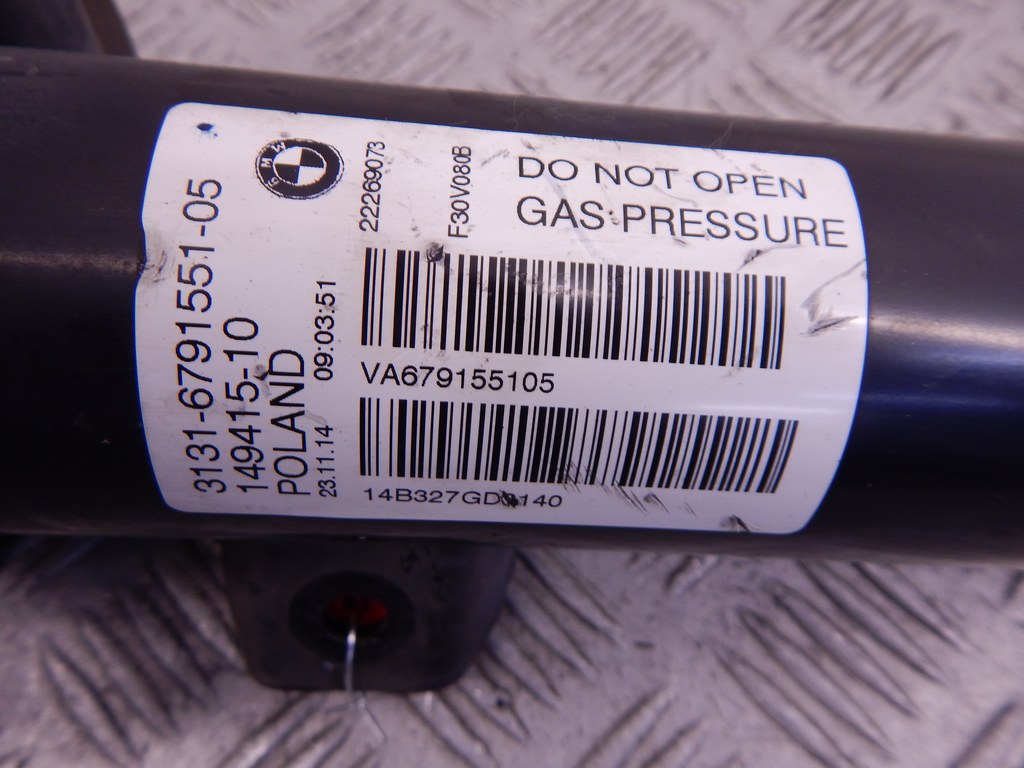 BMW
DO NOT OPEN
GAS PRESSURE
22269073
F30V080B
3131-6791551-05
149415-10
POLAND
23.11.14 09:03:51
VA679155105